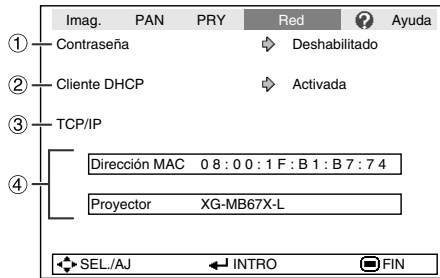 Imag. PAN PRY Red ? Ayuda
① Contraseña Deshabilitado
② Cliente DHCP Activada
③ TCP/IP
④
Dirección MAC 08:00:1F:B1:B7:74
Proyector XG-MB67X-L
SEL./AJ INTRO FIN